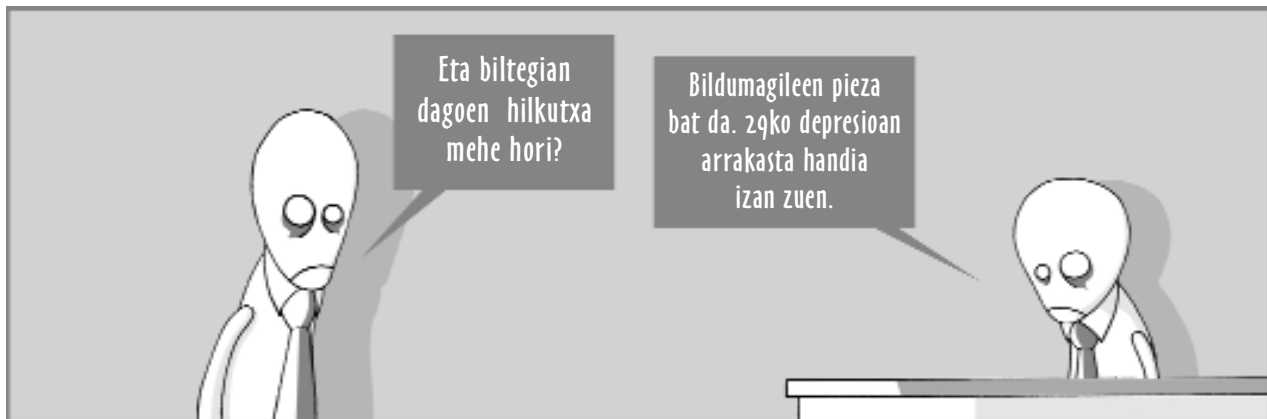 Eta biltegian
dagoen hilkutxa
mehe hori?
Bildumagileen pieza
bat da. 29ko depresioan
arrakasta handia
izan zuen.